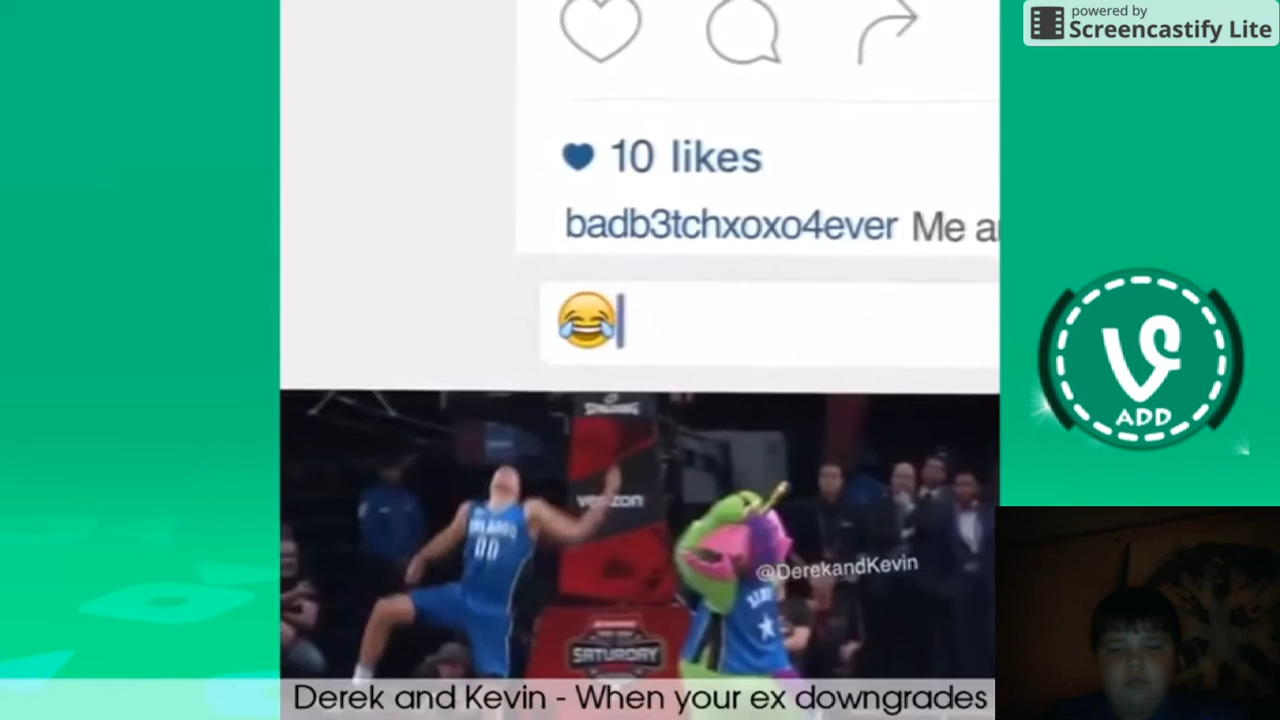 powered by
Screencastify Lite
10 likes
badb3tchxoxo4ever Me a
SPALDING
verizon
ORLANDO
00
@DerekandKevin
SATURDAY
ADD
Derek and Kevin - When your ex downgrades